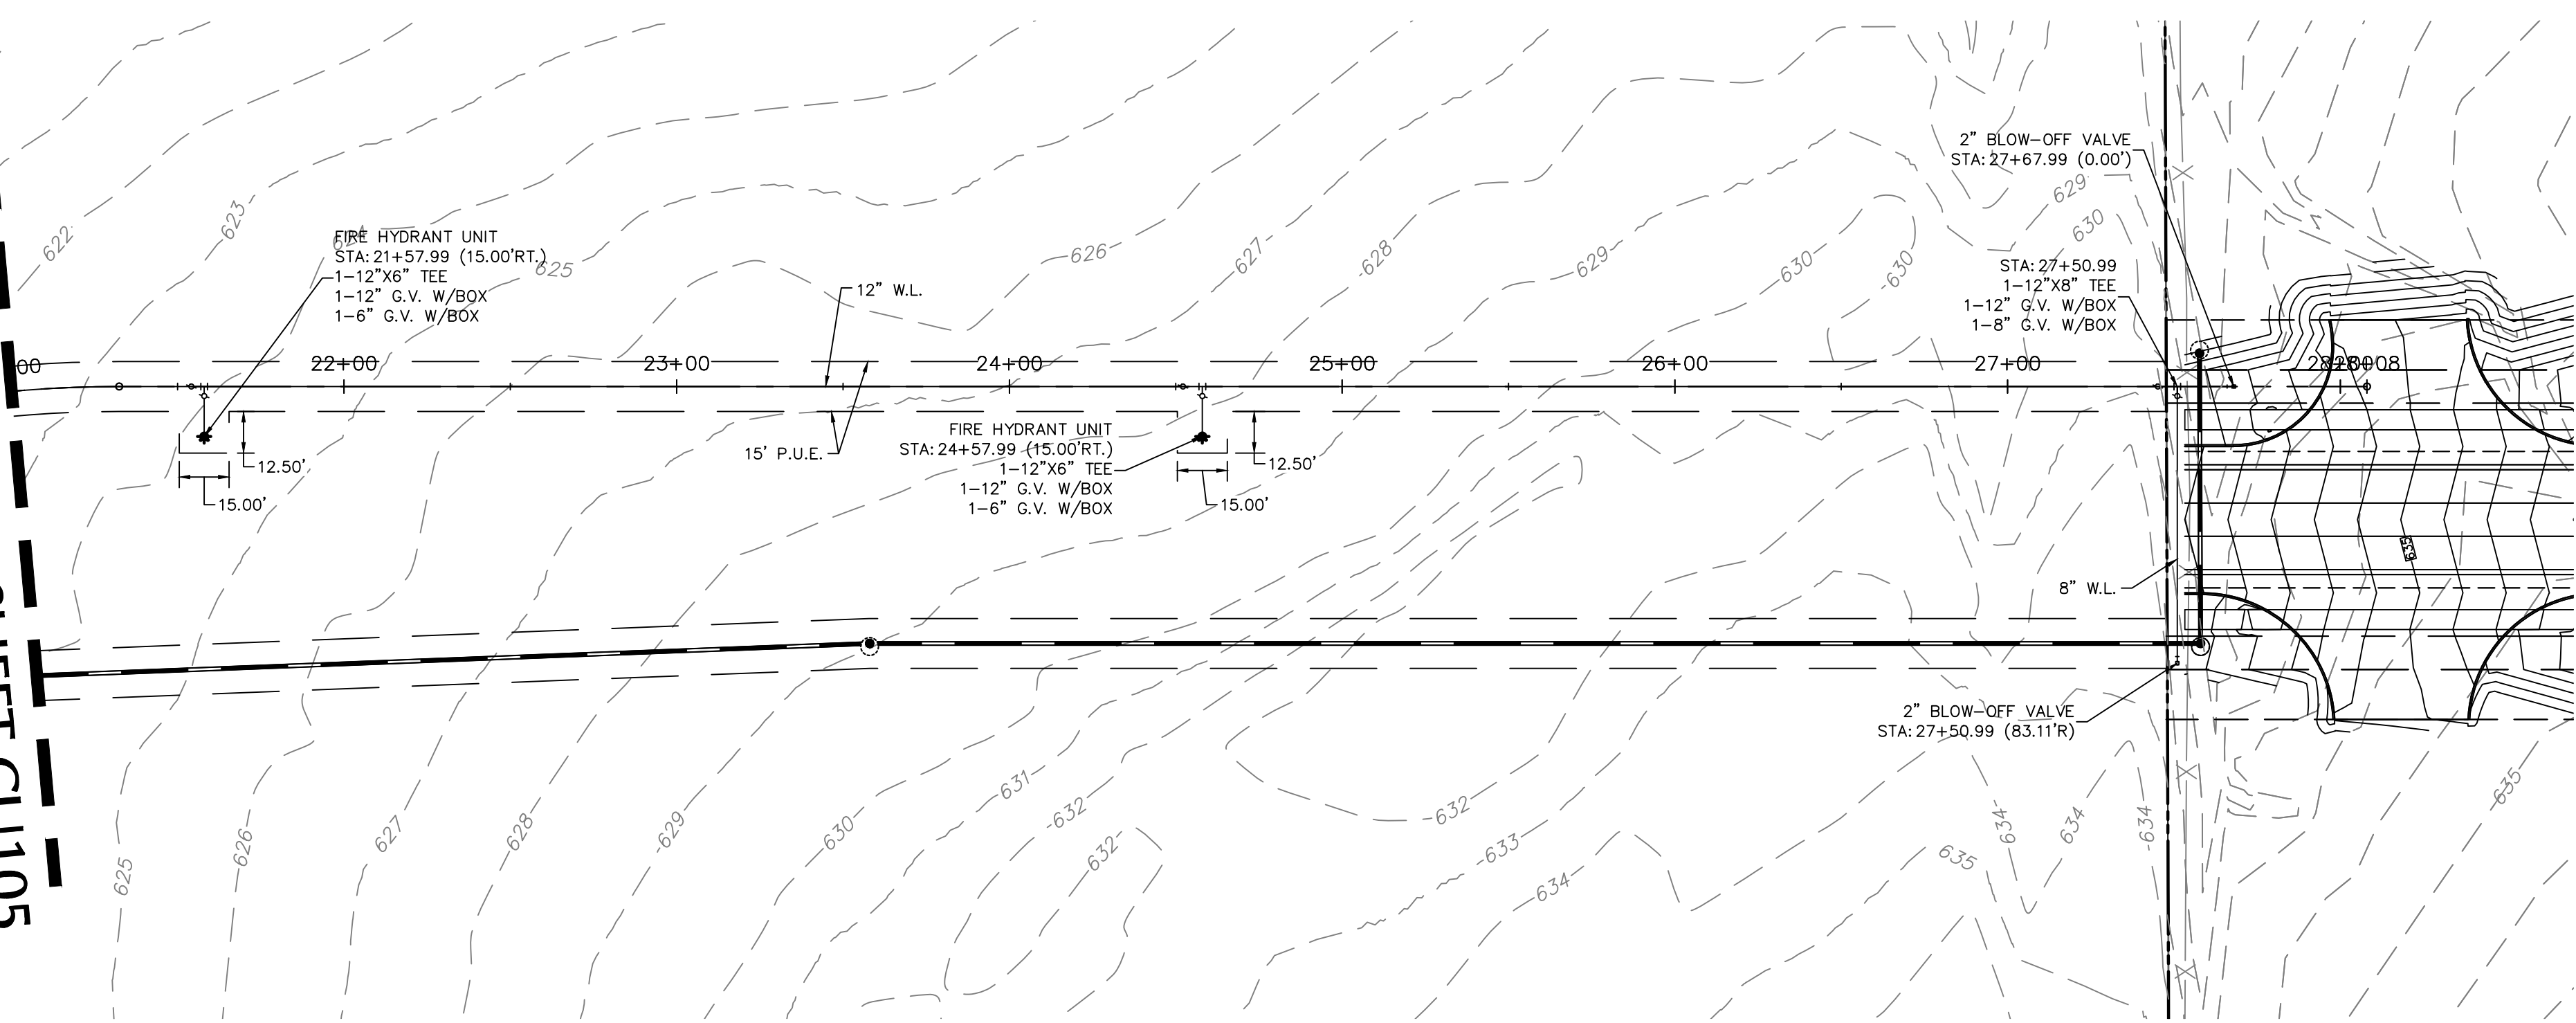 2" BLOW-OFF VALVE
STA: 27+67.99 (0.00')
629
630
622
623
624
FIRE HYDRANT UNIT
STA: 21+57.99 (15.00'RT.)
1-12"X6" TEE
1-12" G.V. W/BOX
1-6" G.V. W/BOX
625
626
627
628
629
630
630
STA: 27+50.99
1-12"X8" TEE
1-12" G.V. W/BOX
1-8" G.V. W/BOX
12" W.L.
00
22+00
23+00
24+00
25+00
26+00
27+00
15' P.U.E.
FIRE HYDRANT UNIT
STA: 24+57.99 (15.00'RT.)
1-12"X6" TEE
1-12" G.V. W/BOX
1-6" G.V. W/BOX
12.50'
15.00'
12.50'
15.00'
635
8" W.L.
2" BLOW-OFF VALVE
STA: 27+50.99 (83.11'R)
625
626
627
628
629
630
631
632
632
632
633
634
635
634
634
634
635